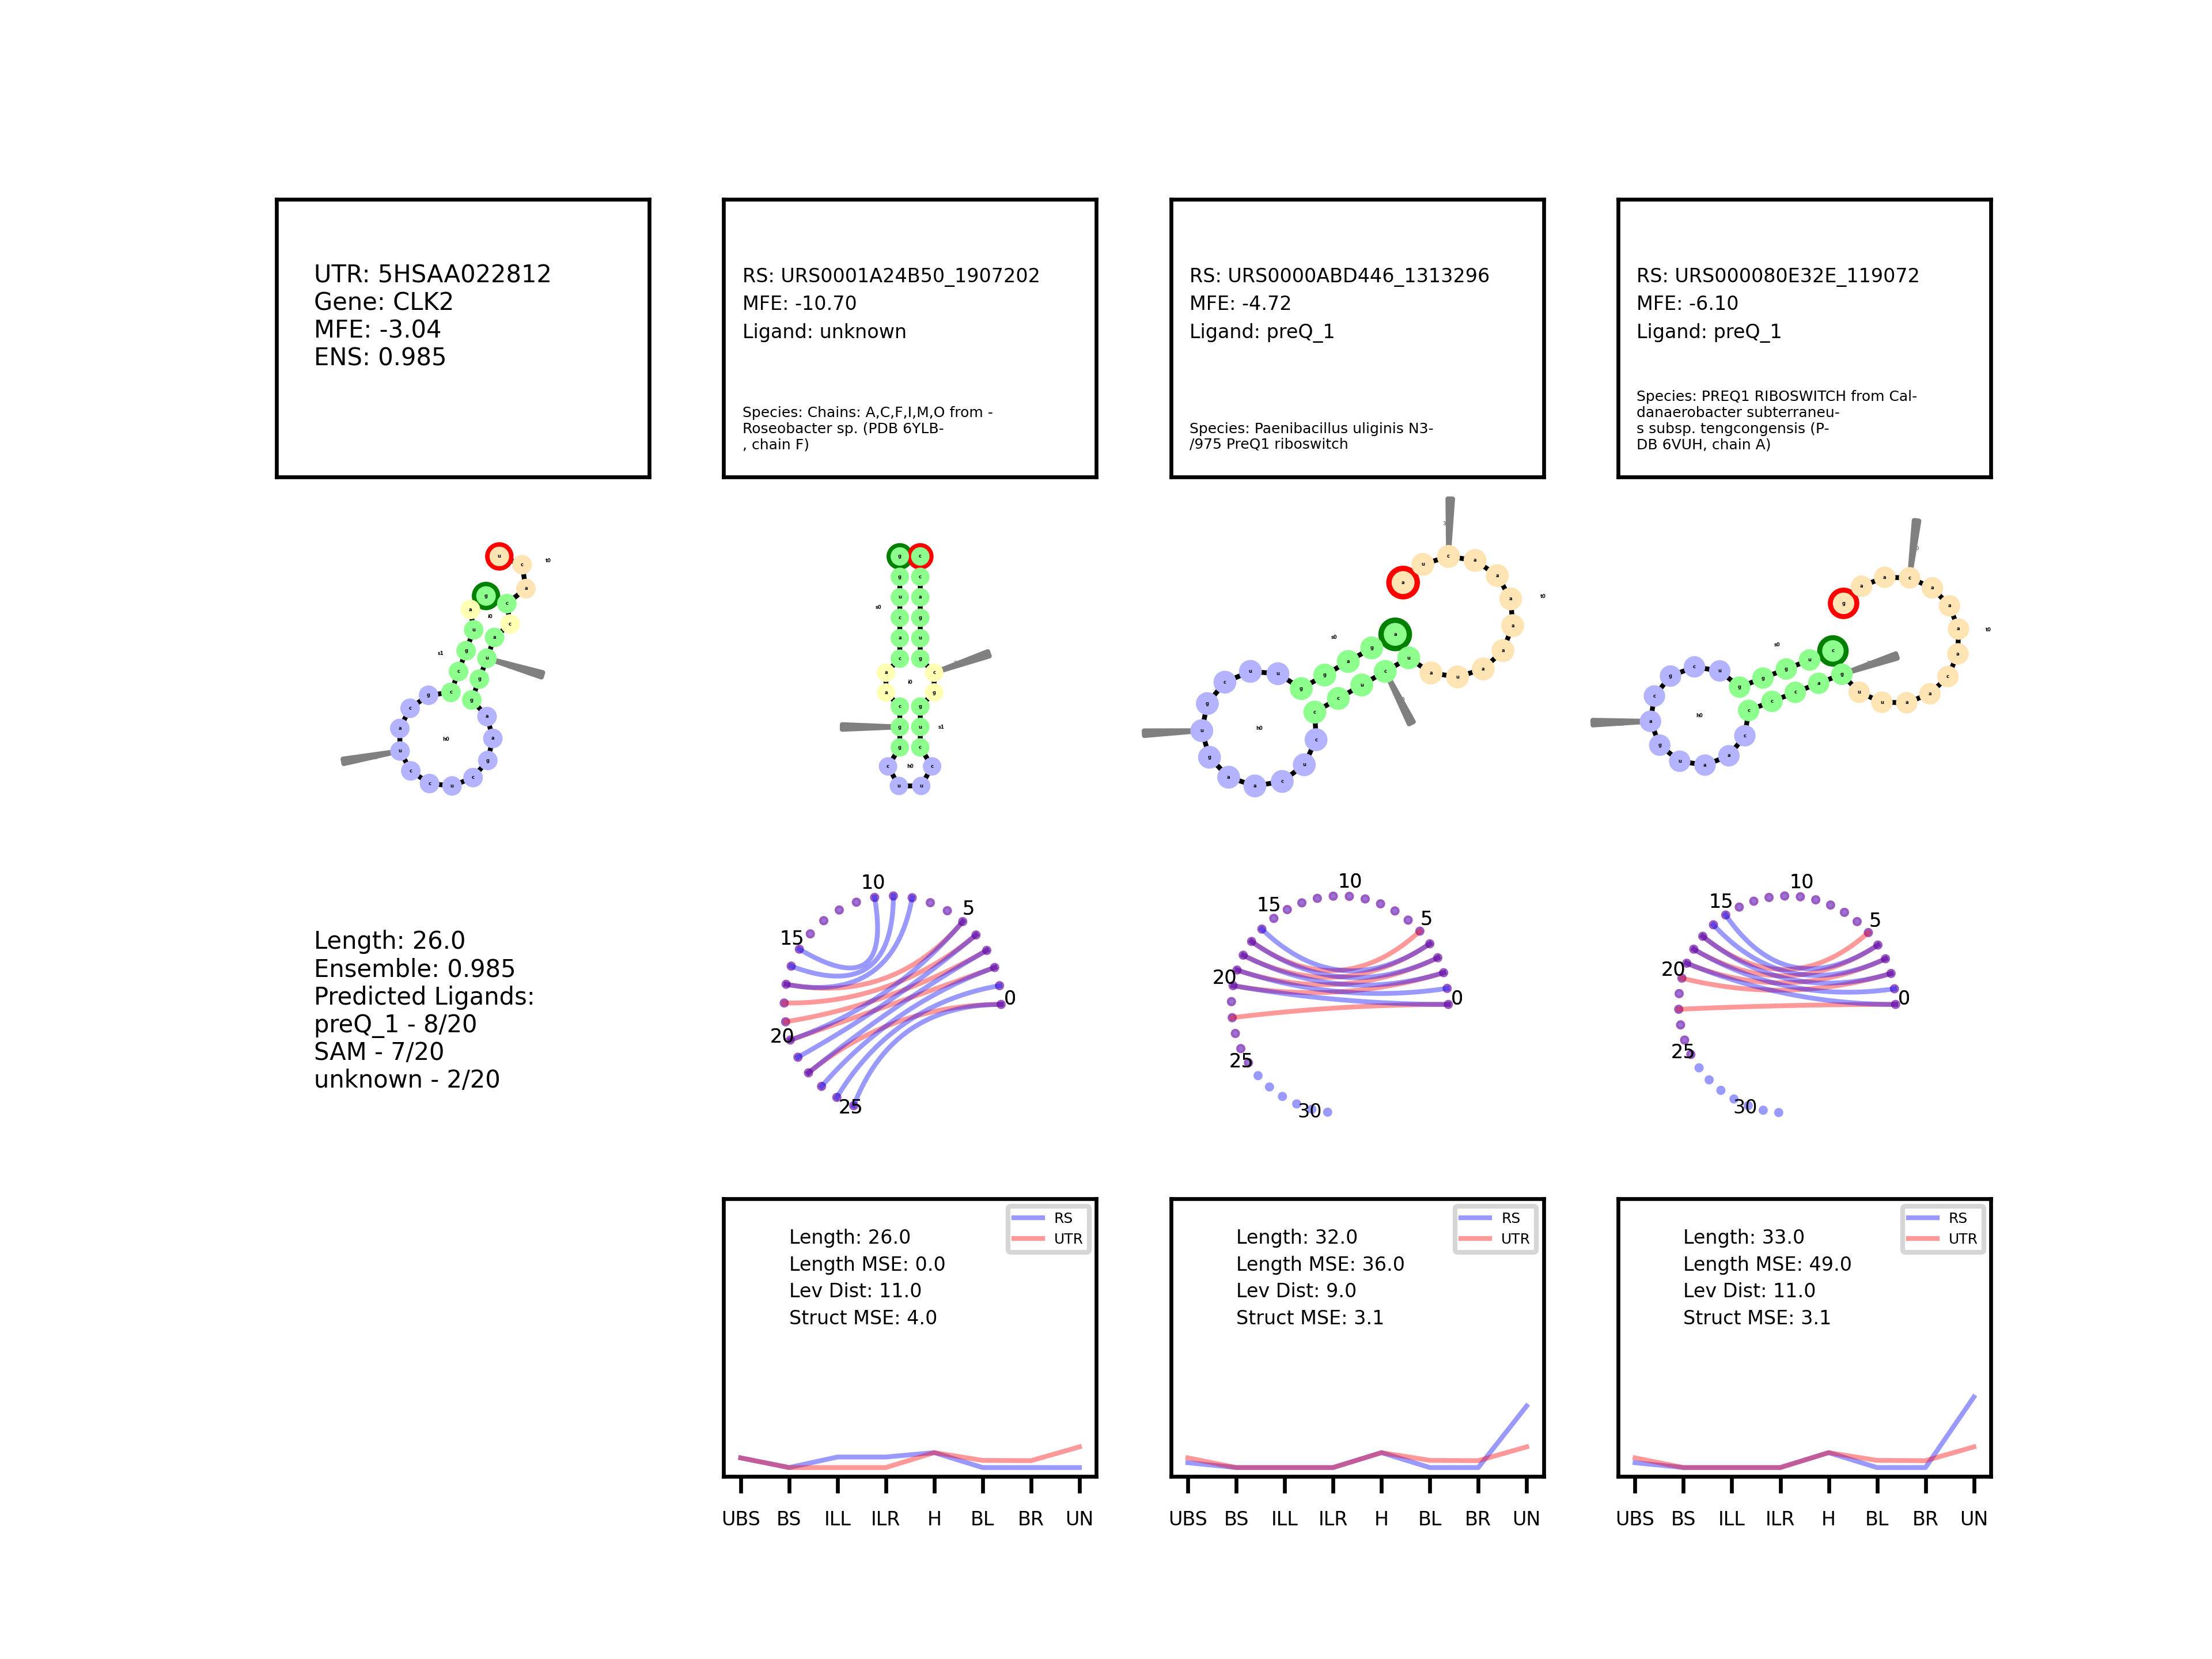 UTR: 5HSAA022812
Gene: CLK2
MFE: -3.04
ENS: 0.985
RS: URS0001A24B50_1907202
MFE: -10.70
Ligand: unknown
Species: Chains: A,C,F,I,M,O from -
Roseobacter sp. (PDB 6YLB-
, chain F)
RS: URS0000ABD446_1313296
MFE: -4.72
Ligand: preQ_1
Species: Paenibacillus uliginis N3-
/975 PreQ1 riboswitch
RS: URS000080E32E_119072
MFE: -6.10
Ligand: preQ_1
Species: PREQ1 RIBOSWITCH from Cal-
danaerobacter subterraneu-
s subsp. tengcongensis (P-
DB 6VUH, chain A)
Length: 26.0
Ensemble: 0.985
Predicted Ligands:
preQ_1 - 8/20
SAM - 7/20
unknown - 2/20
0
5
10
15
20
25
0
5
10
15
20
25
30
0
5
10
15
20
25
30
RS
UTR
Length: 26.0
Length MSE: 0.0
Lev Dist: 11.0
Struct MSE: 4.0
UBS BS ILL ILR H BL BR UN
RS
UTR
Length: 32.0
Length MSE: 36.0
Lev Dist: 9.0
Struct MSE: 3.1
UBS BS ILL ILR H BL BR UN
RS
UTR
Length: 33.0
Length MSE: 49.0
Lev Dist: 11.0
Struct MSE: 3.1
UBS BS ILL ILR H BL BR UN